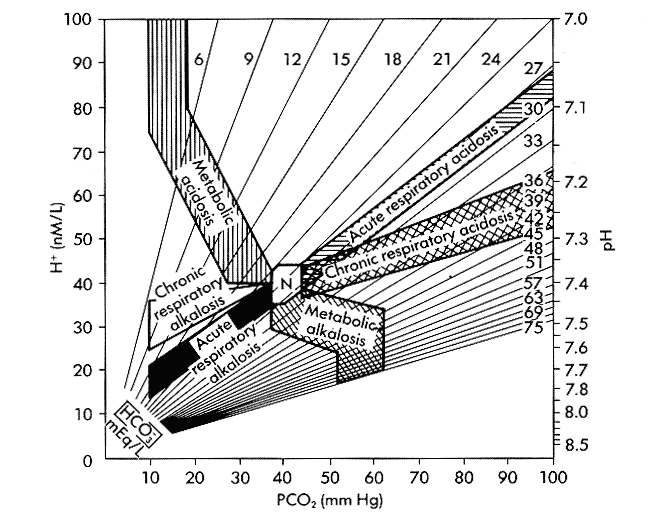 100
90
80
70
60
50
40
30
20
10
0
H⁺ (nM/L)
6
9
12
15
18
21
24
27
30
33
36
39
42
45
48
51
57
63
69
75
7.0
7.1
7.2
7.3
7.4
7.5
7.6
7.7
7.8
8.0
8.5
pH
Metabolic
acidosis
Acute respiratory acidosis
Chronic respiratory acidosis
N
Chronic
respiratory
alkalosis
Acute
respiratory
alkalosis
Metabolic
alkalosis
HCO₃⁻
mEq/L
10
20
30
40
50
60
70
80
90
100
PCO₂ (mm Hg)